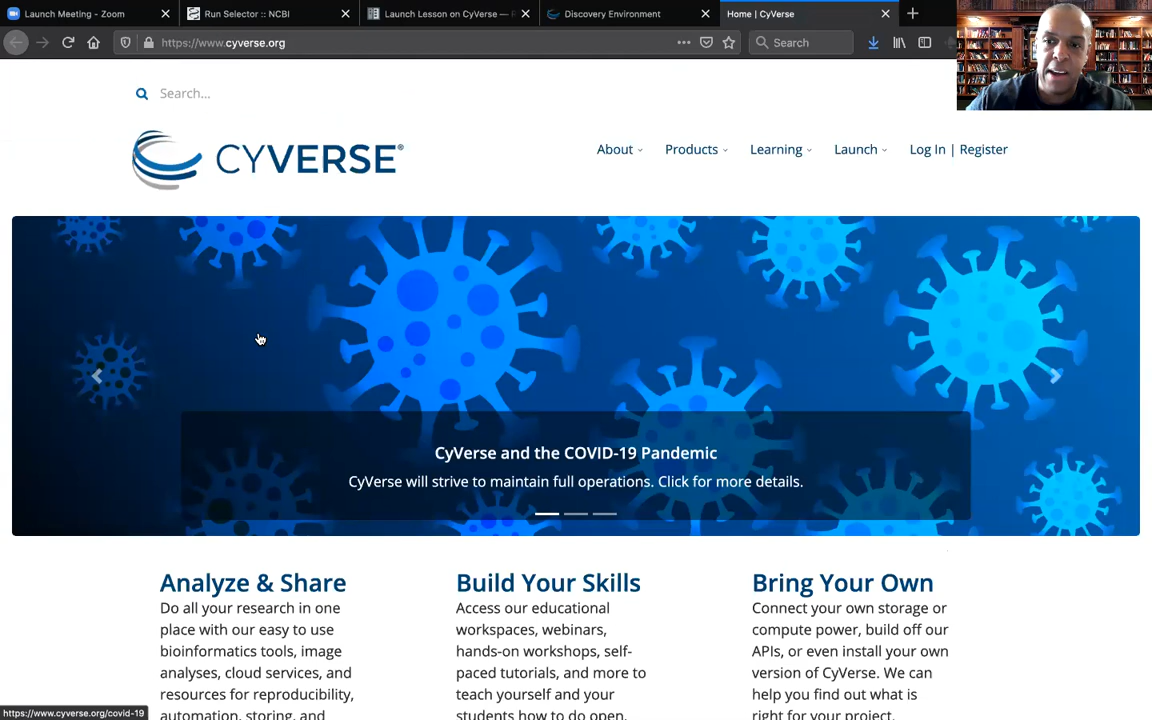 Launch Meeting - Zoom
Run Selector :: NCBI
Launch Lesson on CyVerse —
Discovery Environment
Home | CyVerse
https://www.cyverse.org
Search
Search...
CYVERSE®
About
Products
Learning
Launch
Log In | Register
CyVerse and the COVID-19 Pandemic
CyVerse will strive to maintain full operations. Click for more details.
Analyze & Share
Do all your research in one
place with our easy to use
bioinformatics tools, image
analyses, cloud services, and
resources for reproducibility,
automation, storing, and
Build Your Skills
Access our educational
workspaces, webinars,
hands-on workshops, self-
paced tutorials, and more to
teach yourself and your
students how to do open,
Bring Your Own
Connect your own storage or
compute power, build off our
APIs, or even install your own
version of CyVerse. We can
help you find out what is
right for your project.
https://www.cyverse.org/covid-19